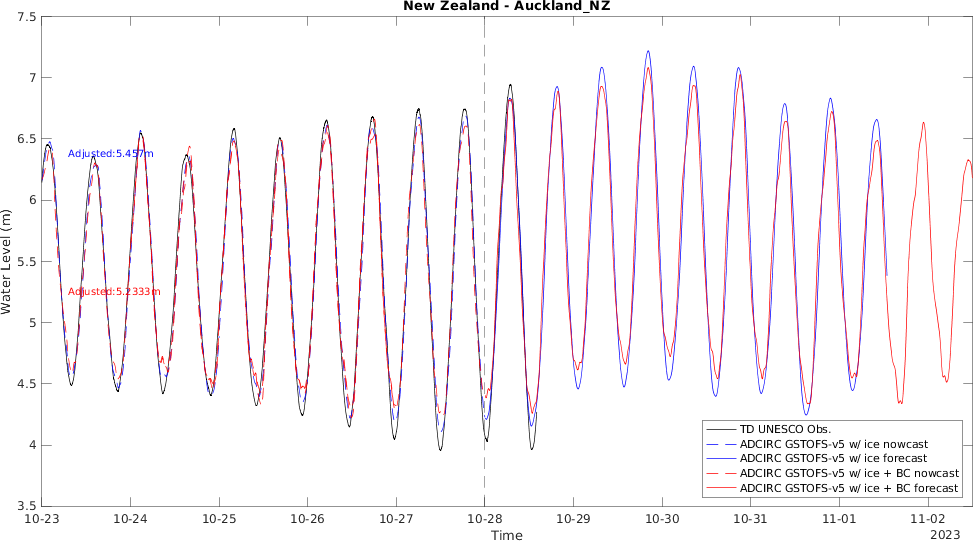 New Zealand - Auckland_NZ
7.5
7
6.5
6
5.5
5
4.5
4
3.5
Water Level (m)
Adjusted:5.457m
Adjusted:5.2333m
TD UNESCO Obs.
ADCIRC GSTOFS-v5 w/ ice nowcast
ADCIRC GSTOFS-v5 w/ ice forecast
ADCIRC GSTOFS-v5 w/ ice + BC nowcast
ADCIRC GSTOFS-v5 w/ ice + BC forecast
10-23 10-24 10-25 10-26 10-27 10-28 10-29 10-30 10-31 11-01 11-02
Time
2023